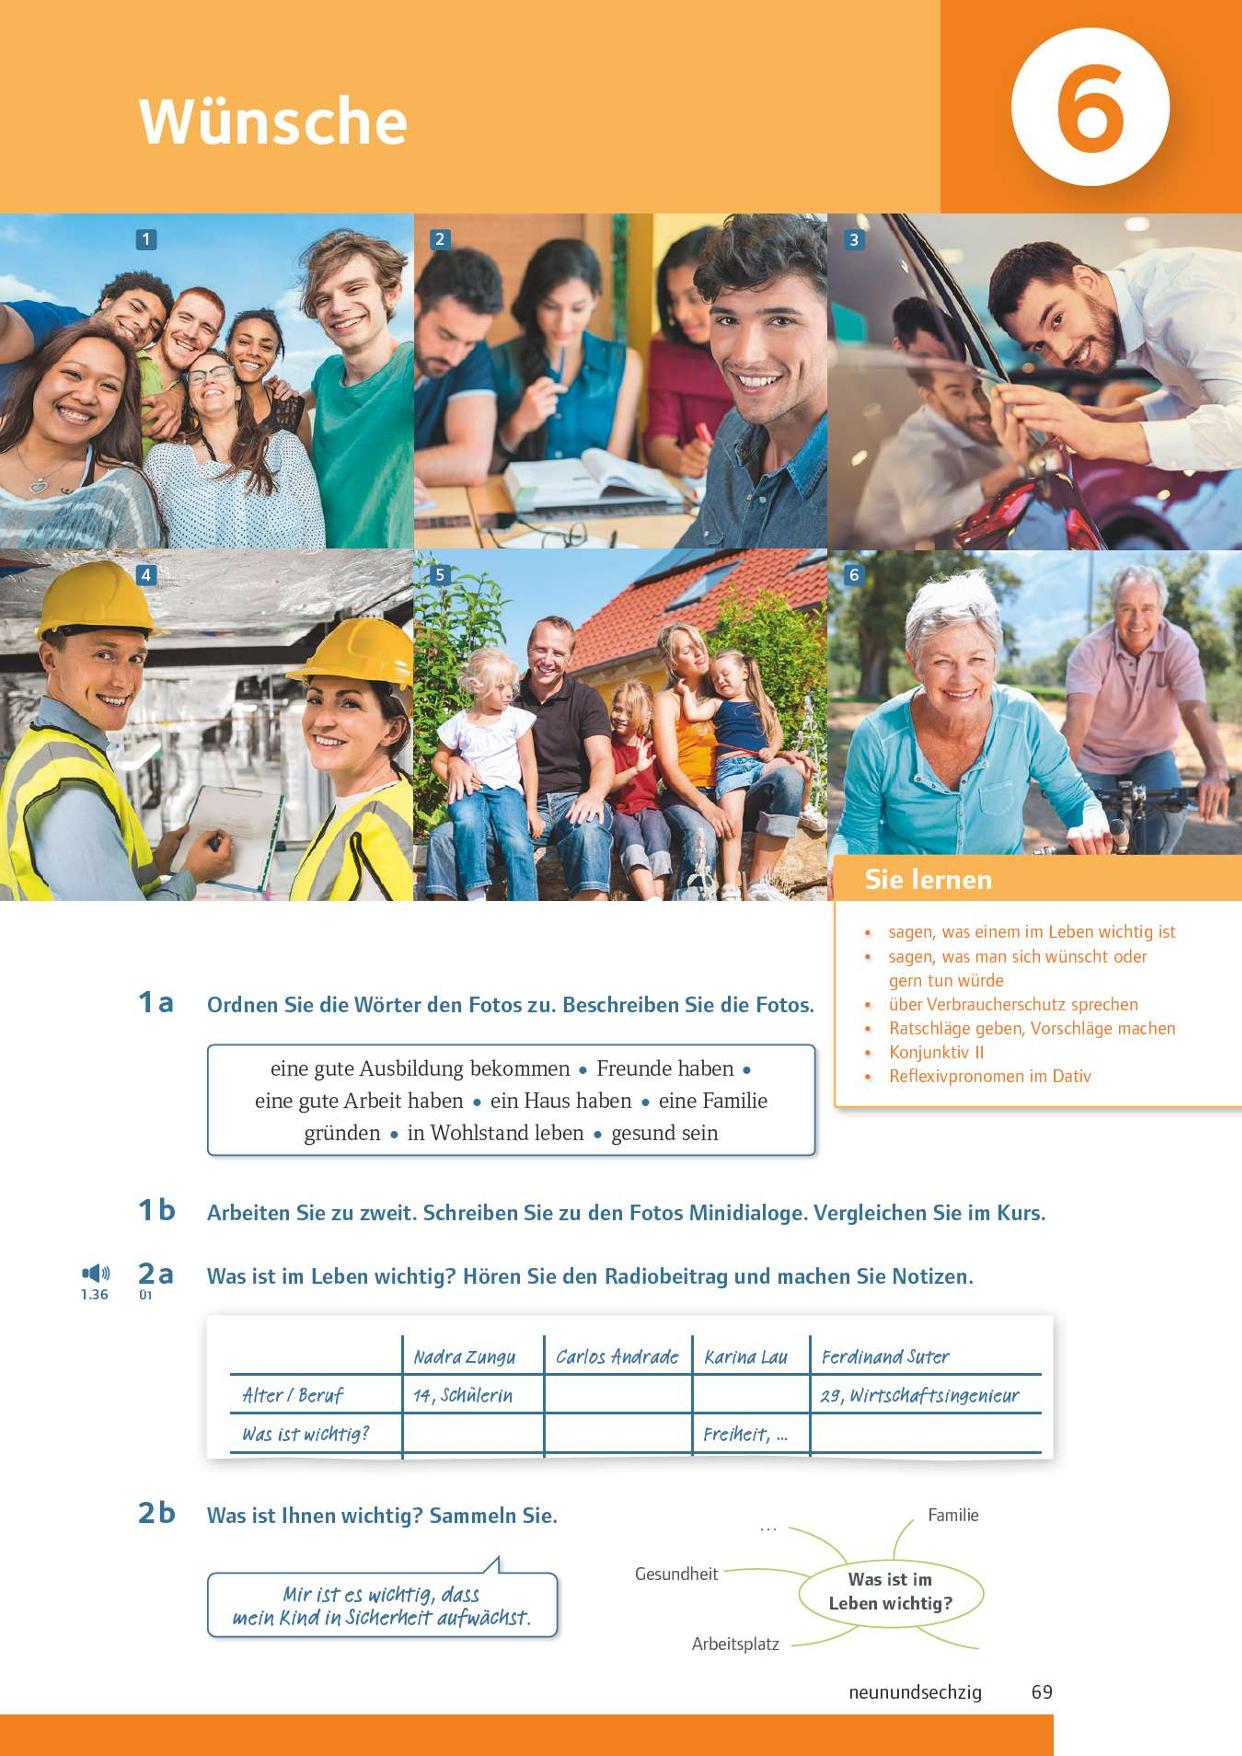 Wünsche
6
1
2
3
4
5
6
Sie lernen
• sagen, was einem im Leben wichtig ist
• sagen, was man sich wünscht oder
gern tun würde
• über Verbraucherschutz sprechen
• Ratschläge geben, Vorschläge machen
• Konjunktiv II
• Reflexivpronomen im Dativ
1a Ordnen Sie die Wörter den Fotos zu. Beschreiben Sie die Fotos.
eine gute Ausbildung bekommen • Freunde haben •
eine gute Arbeit haben • ein Haus haben • eine Familie
gründen • in Wohlstand leben • gesund sein
1b Arbeiten Sie zu zweit. Schreiben Sie zu den Fotos Minidialoge. Vergleichen Sie im Kurs.
2a Was ist im Leben wichtig? Hören Sie den Radiobeitrag und machen Sie Notizen.
1.36 Ü1
Nadra Zungu Carlos Andrade Karina Lau Ferdinand Suter
Alter / Beruf 14, Schülerin 29, Wirtschaftsingenieur
Was ist wichtig? Freiheit, ...
2b Was ist Ihnen wichtig? Sammeln Sie.
Mir ist es wichtig, dass
mein Kind in Sicherheit aufwächst.
...
Familie
Gesundheit
Was ist im
Leben wichtig?
Arbeitsplatz
neunundsechzig 69